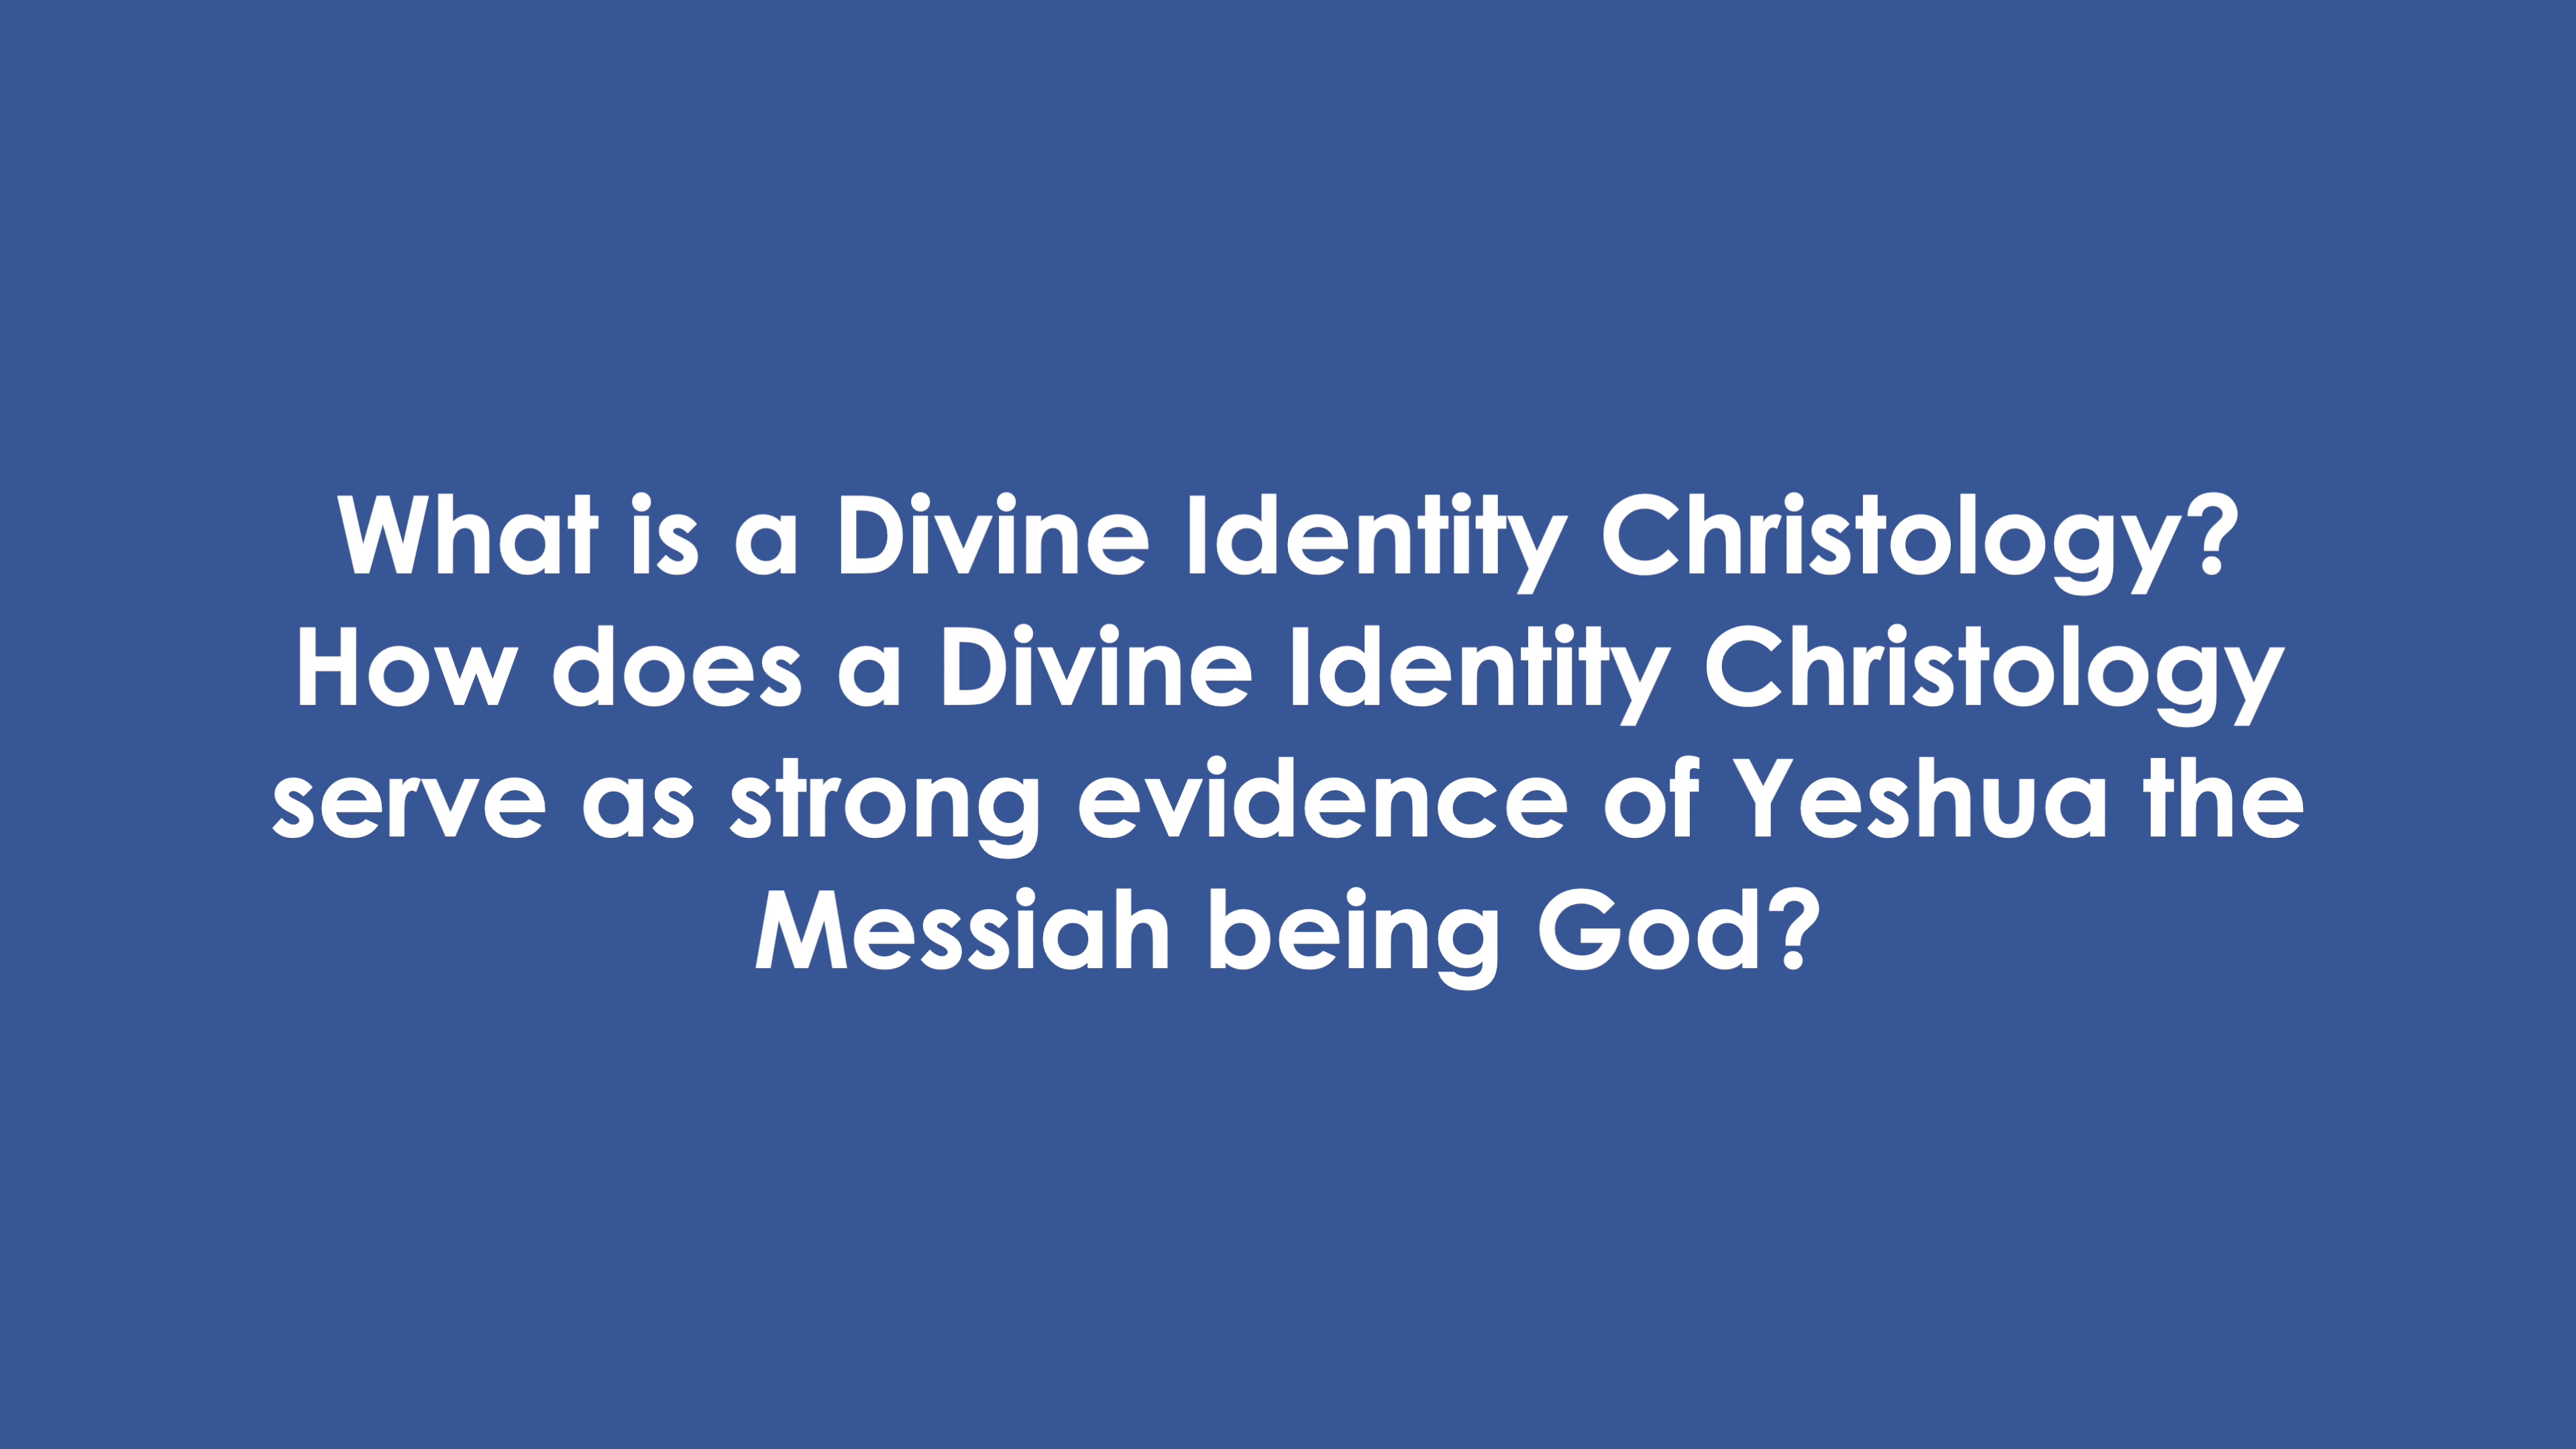 What is a Divine Identity Christology?
How does a Divine Identity Christology
serve as strong evidence of Yeshua the
Messiah being God?